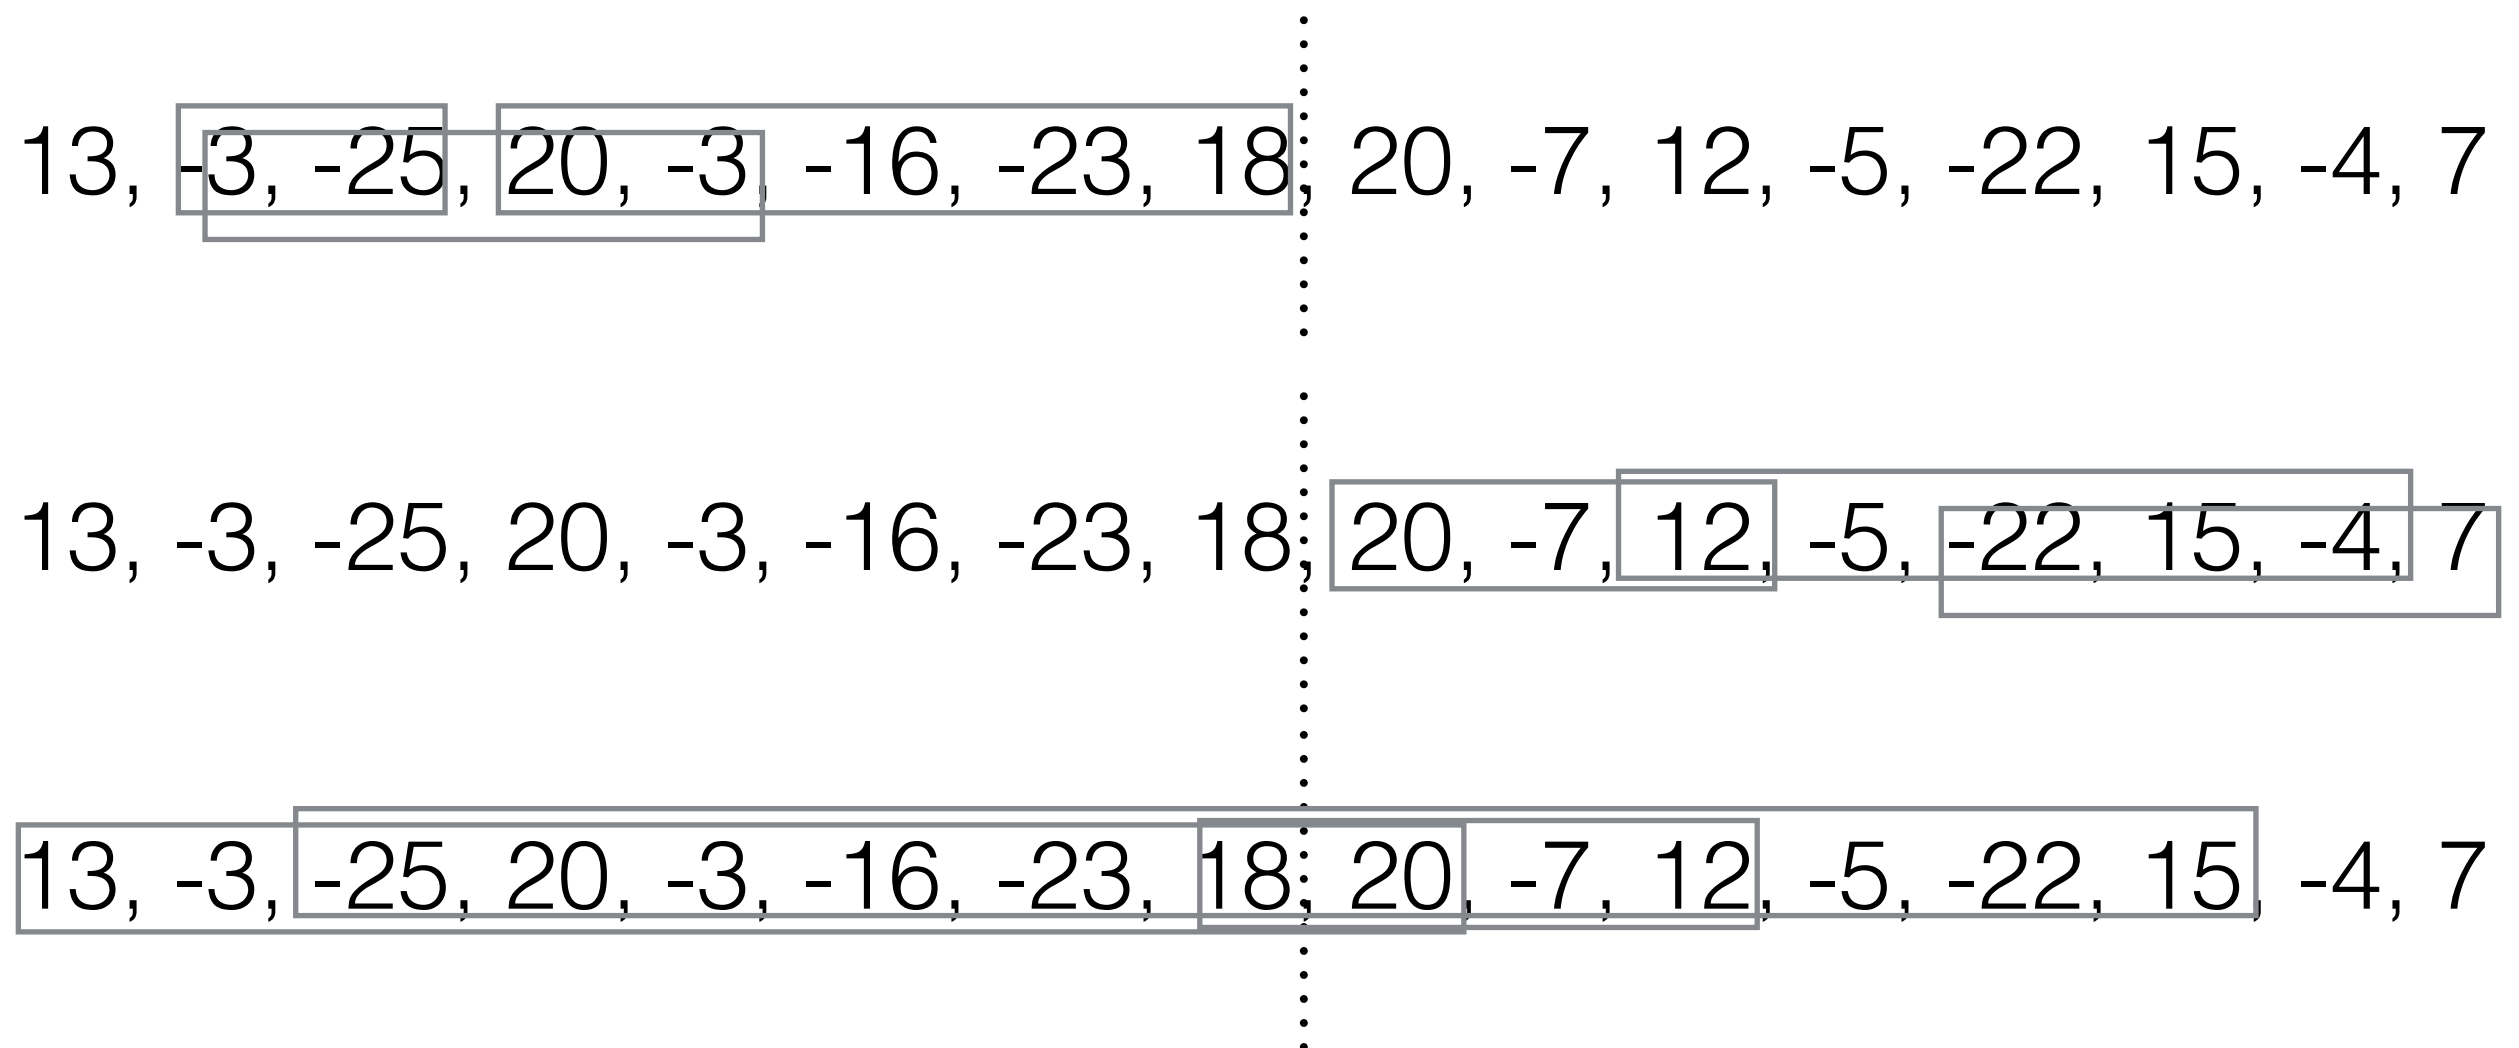 13, -3, -25, 20, -3, -16, -23, 18, 20, -7, 12, -5, -22, 15, -4, 7
13, -3, -25, 20, -3, -16, -23, 18, 20, -7, 12, -5, -22, 15, -4, 7
13, -3, -25, 20, -3, -16, -23, 18, 20, -7, 12, -5, -22, 15, -4, 7